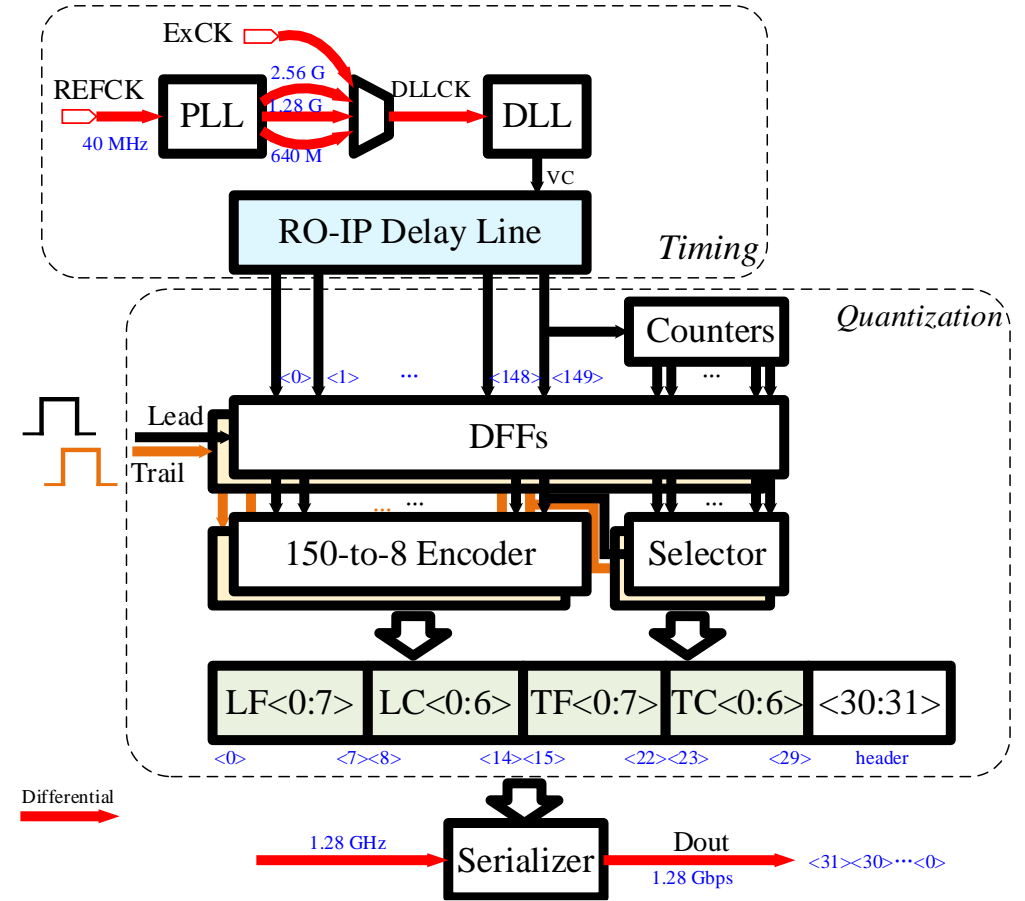 ExCK
2.56 G
REFCK
PLL
1.28 G
DLLCK
DLL
40 MHz
640 M
VC
RO-IP Delay Line
Timing
Quantization
Counters
<0>
<1>
...
<148>
<149>
...
Lead
DFFs
Trail
...
...
...
150-to-8 Encoder
Selector
LF<0:7>
LC<0:6>
TF<0:7>
TC<0:6>
<30:31>
<0>
<7><8>
<14><15>
<22><23>
<29>
header
Differential
1.28 GHz
Serializer
Dout
1.28 Gbps
<31><30>···<0>